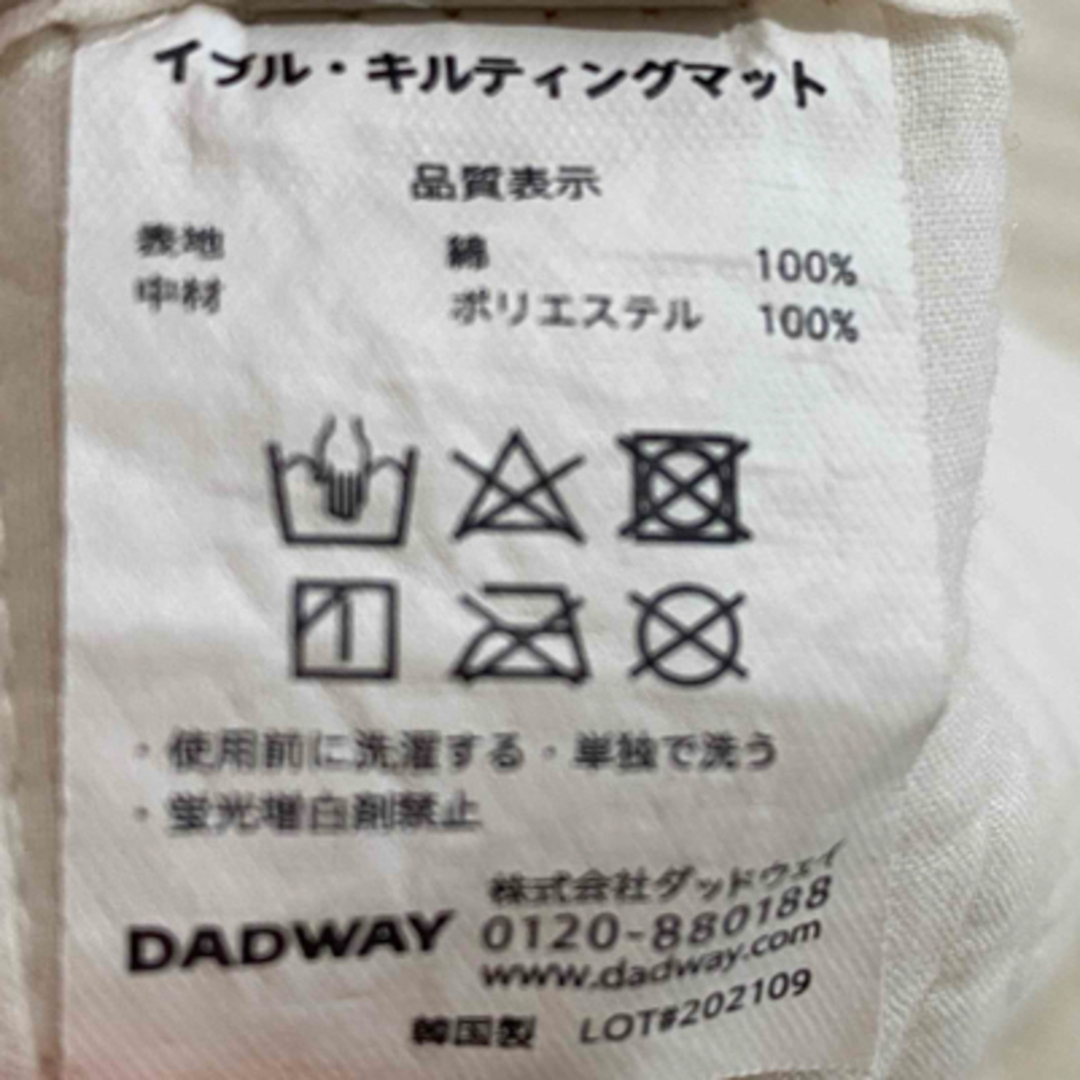 イブル・キルティングマット
品質表示
表地 綿 100%
中材 ポリエステル 100%
・使用前に洗濯する・単独で洗う
・蛍光増白剤禁止
株式会社ダッドウェイ
DADWAY 0120-880188
www.dadway.com
韓国製 LOT#202109